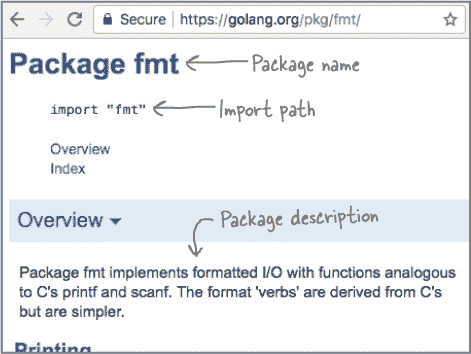 Secure | https://golang.org/pkg/fmt/
Package fmt
Package name
import "fmt"
Import path
Overview
Index
Overview
Package description
Package fmt implements formatted I/O with functions analogous
to C's printf and scanf. The format 'verbs' are derived from C's
but are simpler.
Printing